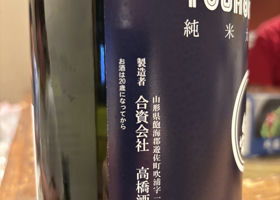 純米
山形県飽海郡遊佐町吹浦字一
製造者 合資会社 高橋酒
お酒は20歳になってから